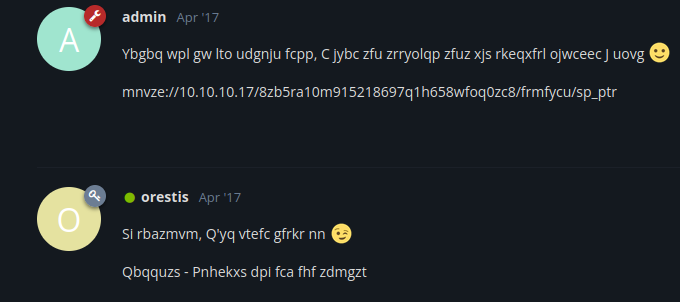 A
admin Apr '17
Ybgbq wpl gw lto udgnju fcpp, C jybc zfu zrryolqp zfuz xjs rkeqxfrl ojwceec J uovg 🙂
mnvze://10.10.10.17/8zb5ra10m915218697q1h658wfoq0zc8/frmfycu/sp_ptr
O
orestis Apr '17
Si rbazmvm, Q'yq vtefc gfrkr nn 😉
Qbqquzs - Pnhekxs dpi fca fhf zdmgzt